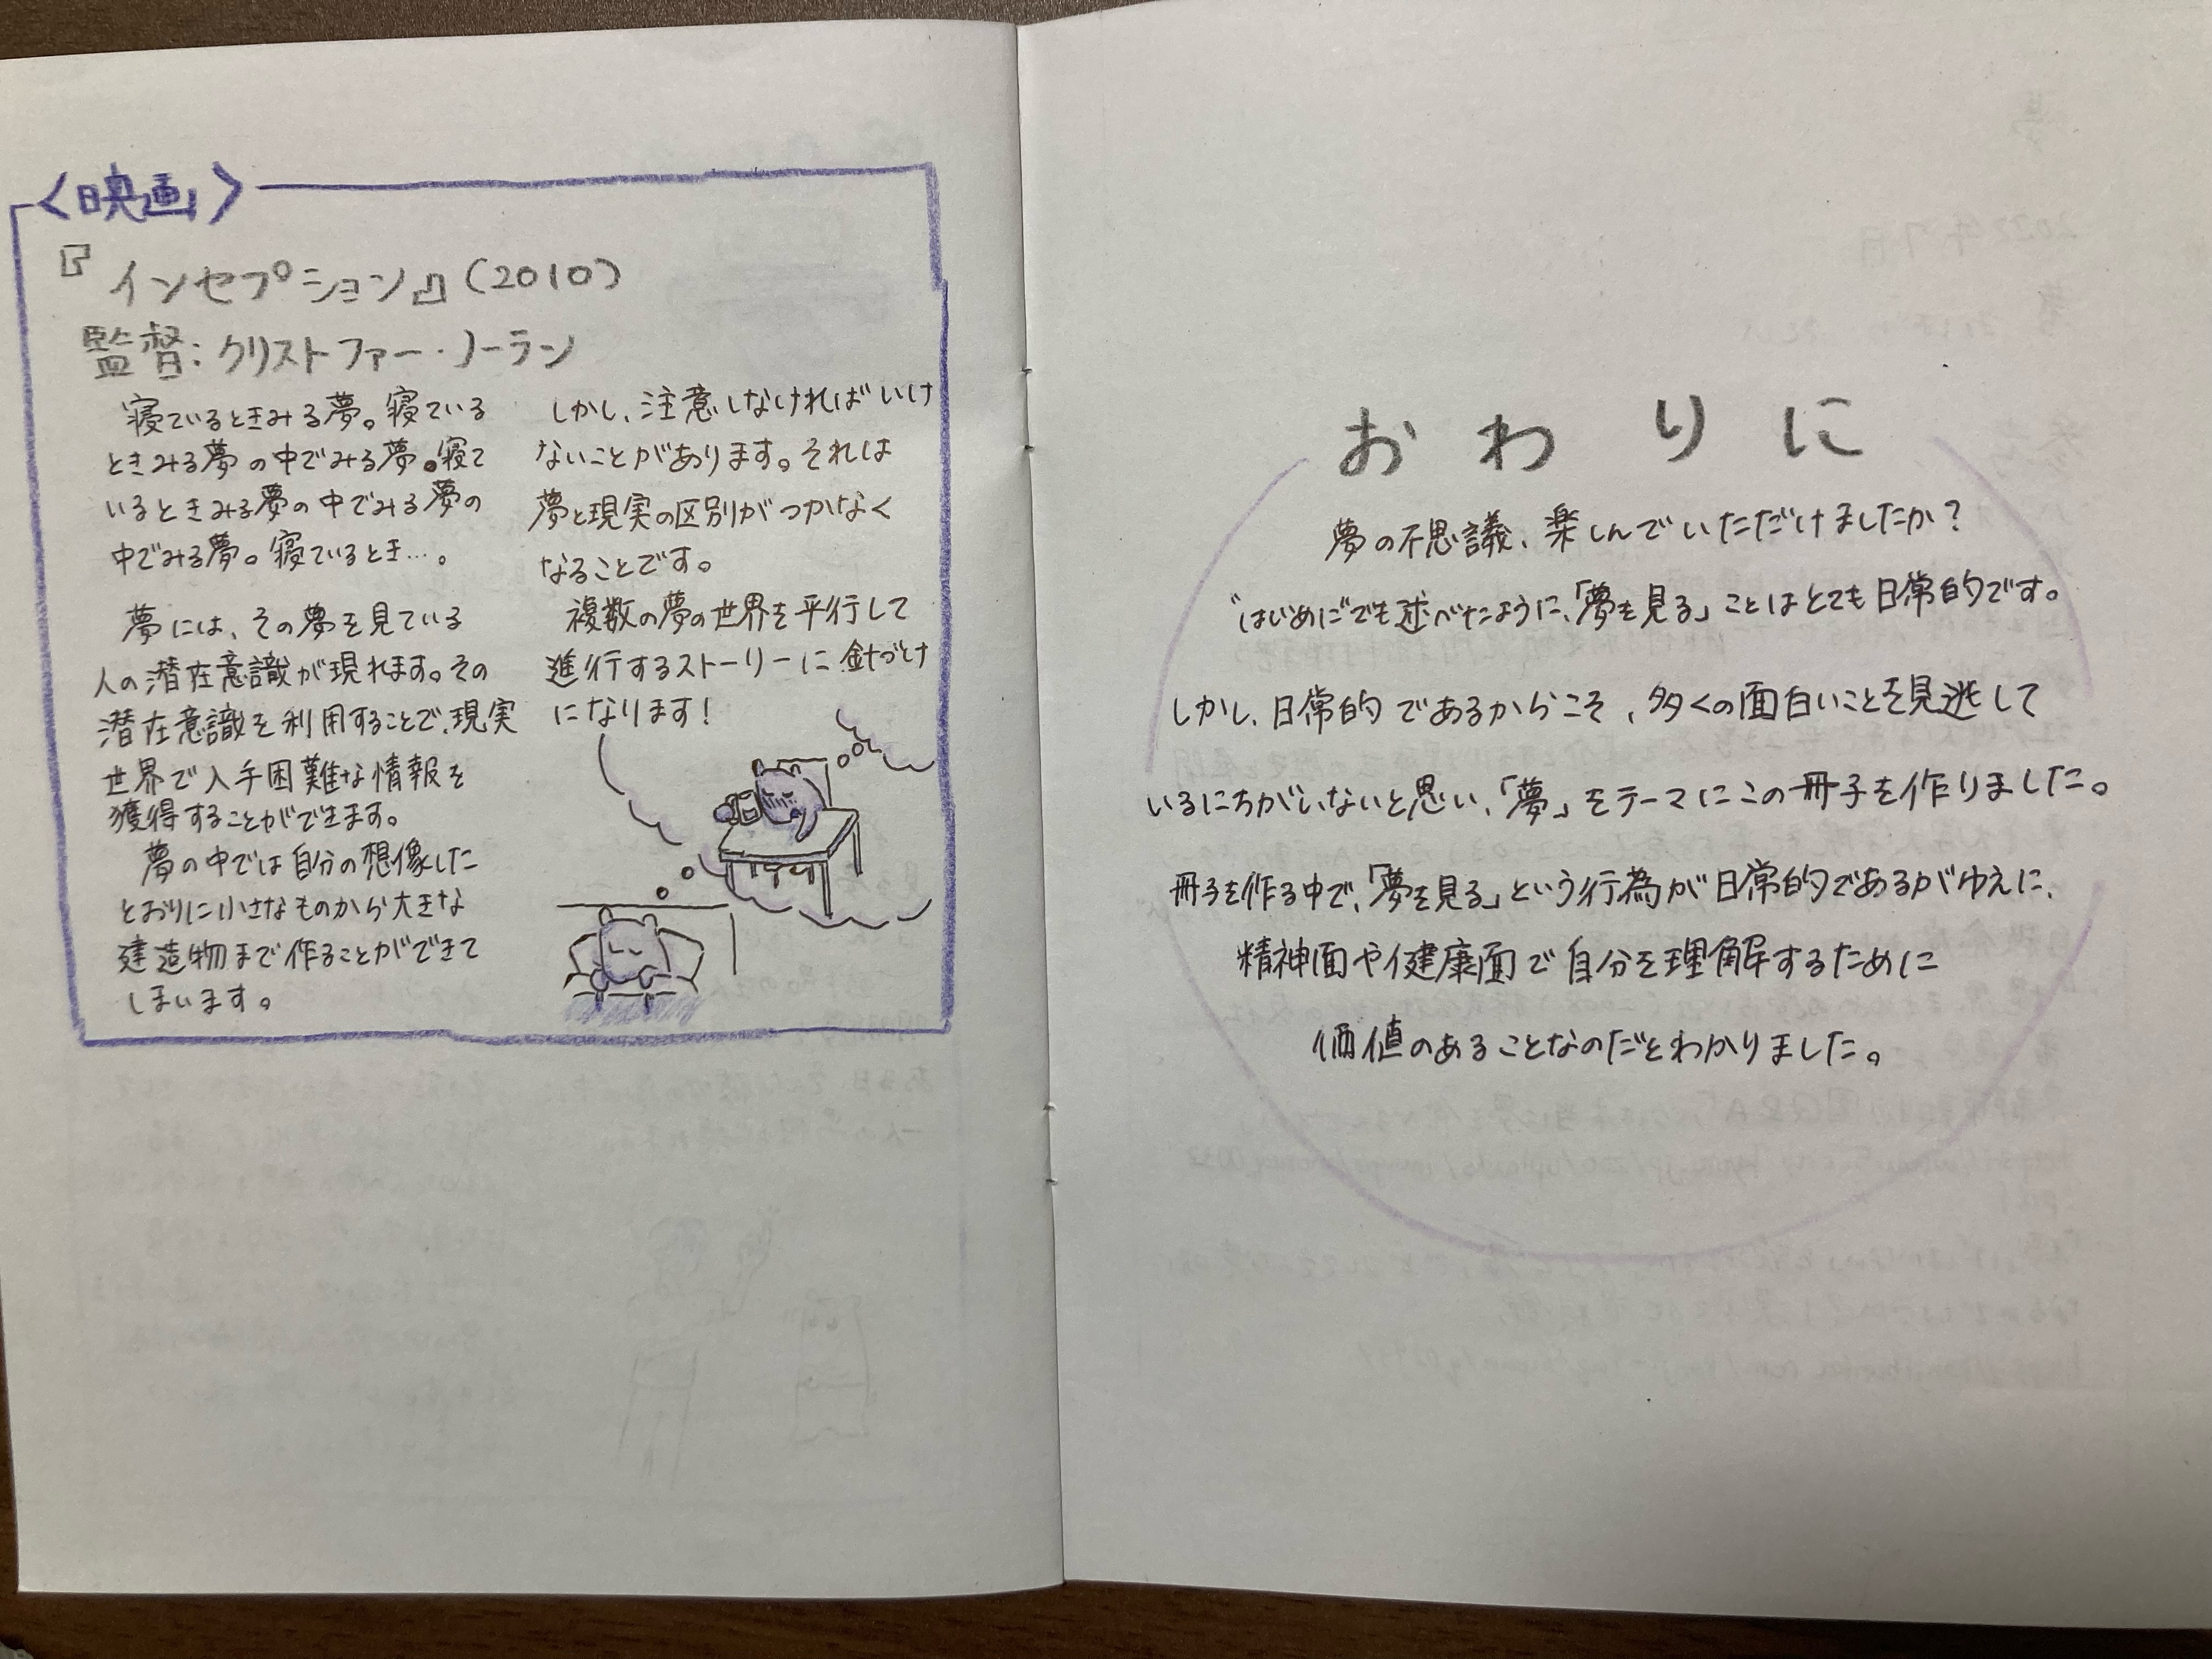 〈映画〉
『インセプション』(2010)
監督:クリストファー・ノーラン
寝ているときみる夢。寝ている
ときみる夢の中でみる夢。寝て
いるときみる夢の中でみる夢の
中でみる夢。寝ているとき…。
夢には、その夢を見ている
人の潜在意識が現れます。その
潜在意識を利用することで、現実
世界で入手困難な情報を
獲得することができます。
夢の中では自分の想像した
とおりに小さなものから大きな
建造物まで作ることができて
しまいます。
しかし、注意しなければいけ
ないことがあります。それは
夢と現実の区別がつかなく
なることです。
複数の夢の世界を平行して
進行するストーリーに釘づけ
になります!
おわりに
夢の不思議、楽しんでいただけましたか?
"はじめに"でも述べたように、「夢を見る」ことはとても日常的です。
しかし、日常的であるからこそ、多くの面白いことを見逃して
いるにちがいないと思い、「夢」をテーマにこの冊子を作りました。
冊子を作る中で、「夢を見る」という行為が日常的であるがゆえに、
精神面や健康面で自分を理解するために
価値のあることなのだとわかりました。